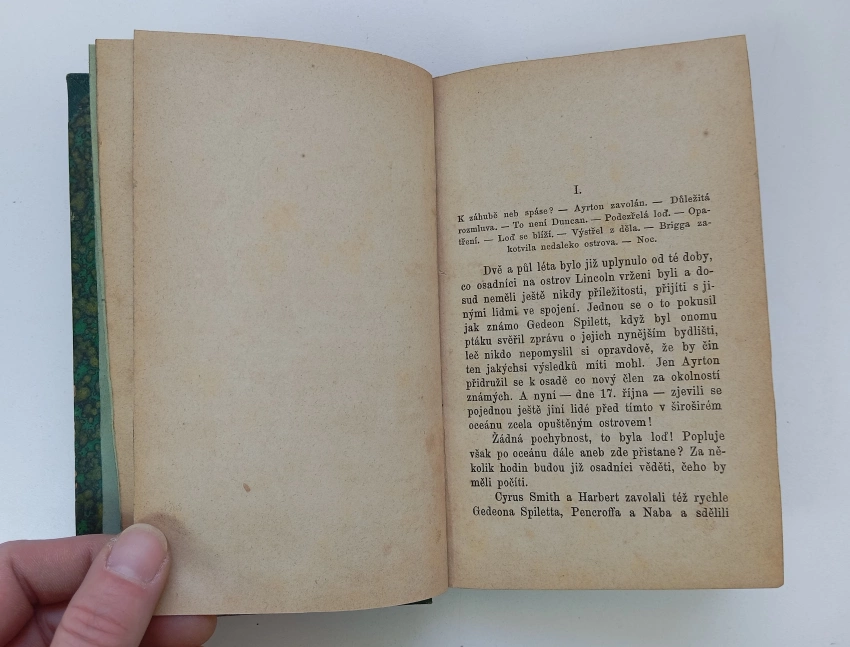 I.
K záhubě neb spáse? — Ayrton zavolán. — Důležitá
rozmluva. — To není Duncan. — Podezřelá loď. — Opa-
tření. — Loď se blíží. — Výstřel z děla. — Brigga za-
kotvila nedaleko ostrova. — Noc.
Dvě a půl léta bylo již uplynulo od té doby,
co osadníci na ostrov Lincoln vrženi byli a do-
sud neměli ještě nikdy příležitosti, přijíti s ji-
nými lidmi ve spojení. Jednou se o to pokusil
jak známo Gedeon Spilett, když byl onomu
ptáku svěřil zprávu o jejich nynějším bydlišti,
leč nikdo nepomyslil si opravdově, že by čin
ten jakýchsi výsledků míti mohl. Jen Ayrton
přidružil se k osadě co nový člen za okolností
známých. A nyní — dne 17. října — zjevili se
pojednou ještě jiní lidé před tímto v široširém
oceánu zcela opuštěným ostrovem!
Žádná pochybnost, to byla loď! Popluje
však po oceánu dále aneb zde přistane? Za ně-
kolik hodin budou již osadníci věděti, čeho by
měli počíti.
Cyrus Smith a Harbert zavolali též rychle
Gedeona Spiletta, Pencroffa a Naba a sdělili